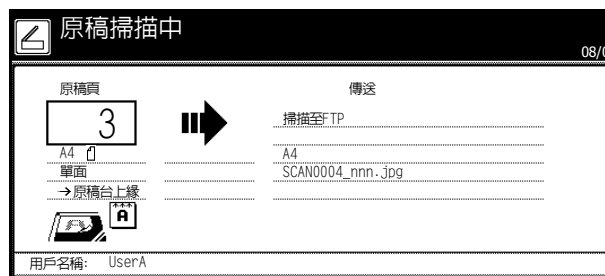 原稿掃描中
08/0
原稿頁
傳送
3
掃描至FTP
A4
A4
單面
SCAN0004_nnn.jpg
→原稿台上緣
A
用戶名稱: UserA